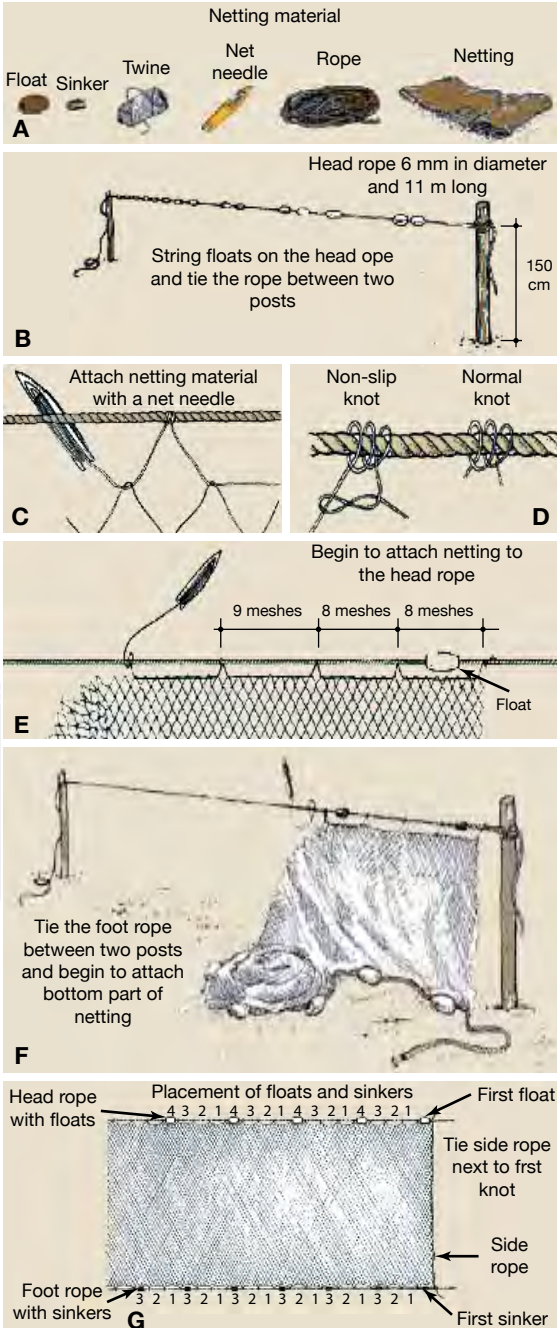 Netting material
Float
Sinker
Twine
Net
needle
Rope
Netting
A
Head rope 6 mm in diameter
and 11 m long
String floats on the head ope
and tie the rope between two
posts
150
cm
B
Attach netting material
with a net needle
C
Non-slip
knot
Normal
knot
D
Begin to attach netting to
the head rope
9 meshes
8 meshes
8 meshes
Float
E
Tie the foot rope
between two posts
and begin to attach
bottom part of
netting
F
Placement of floats and sinkers
Head rope
with floats
4 3 2 1 4 3 2 1 4 3 2 1 4 3 2 1 4 3 2 1
First float
Tie side rope
next to frst
knot
Side
rope
Foot rope
with sinkers
3 2 1 3 2 1 3 2 1 3 2 1 3 2 1 3 2 1
First sinker
G